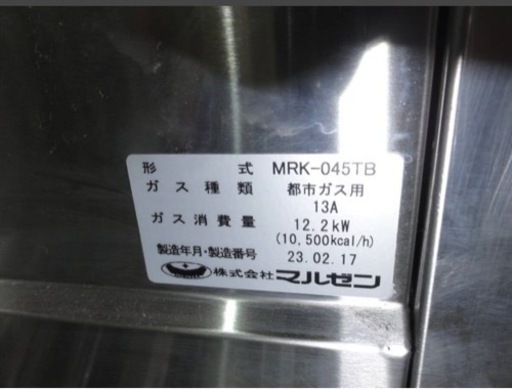 形 式 MRK-045TB
ガス種類 都市ガス用
13A
ガス消費量 12.2kW
(10,500kcal/h)
製造年月・製造番号 23.02.17
株式会社マルゼン